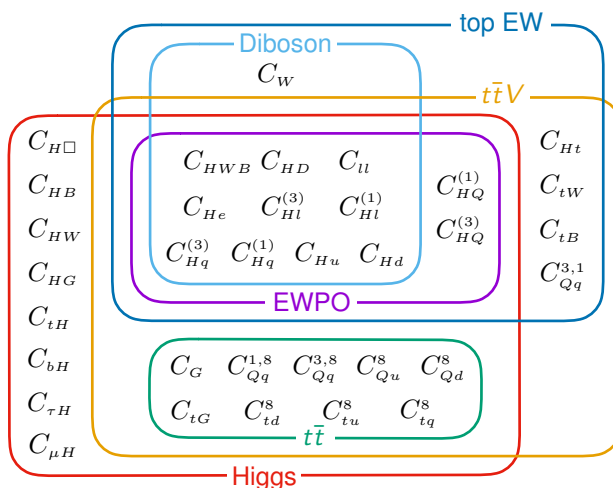 top EW
Diboson
C_W
t\bar{t}V
C_{H□}
C_{HWB} C_{HD} C_{ll}
C_{Ht}
C_{HB}
C_{HQ}^{(1)}
C_{tW}
C_{He} C_{Hl}^{(3)} C_{Hl}^{(1)}
C_{HW}
C_{HQ}^{(3)}
C_{tB}
C_{Hq}^{(3)} C_{Hq}^{(1)} C_{Hu} C_{Hd}
C_{HG}
C_{Qq}^{3,1}
EWPO
C_{tH}
C_{bH}
C_G C_{Qq}^{1,8} C_{Qq}^{3,8} C_{Qu}^8 C_{Qd}^8
C_{τH}
C_{tG} C_{td}^8 C_{tu}^8 C_{tq}^8
t\bar{t}
C_{μH}
Higgs